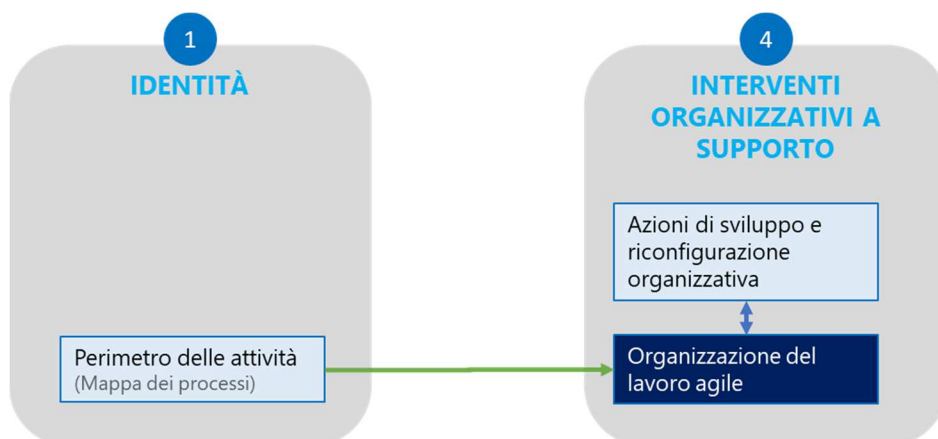 1
IDENTITÀ
Perimetro delle attività
(Mappa dei processi)
4
INTERVENTI
ORGANIZZATIVI A
SUPPORTO
Azioni di sviluppo e
riconfigurazione
organizzativa
Organizzazione del
lavoro agile